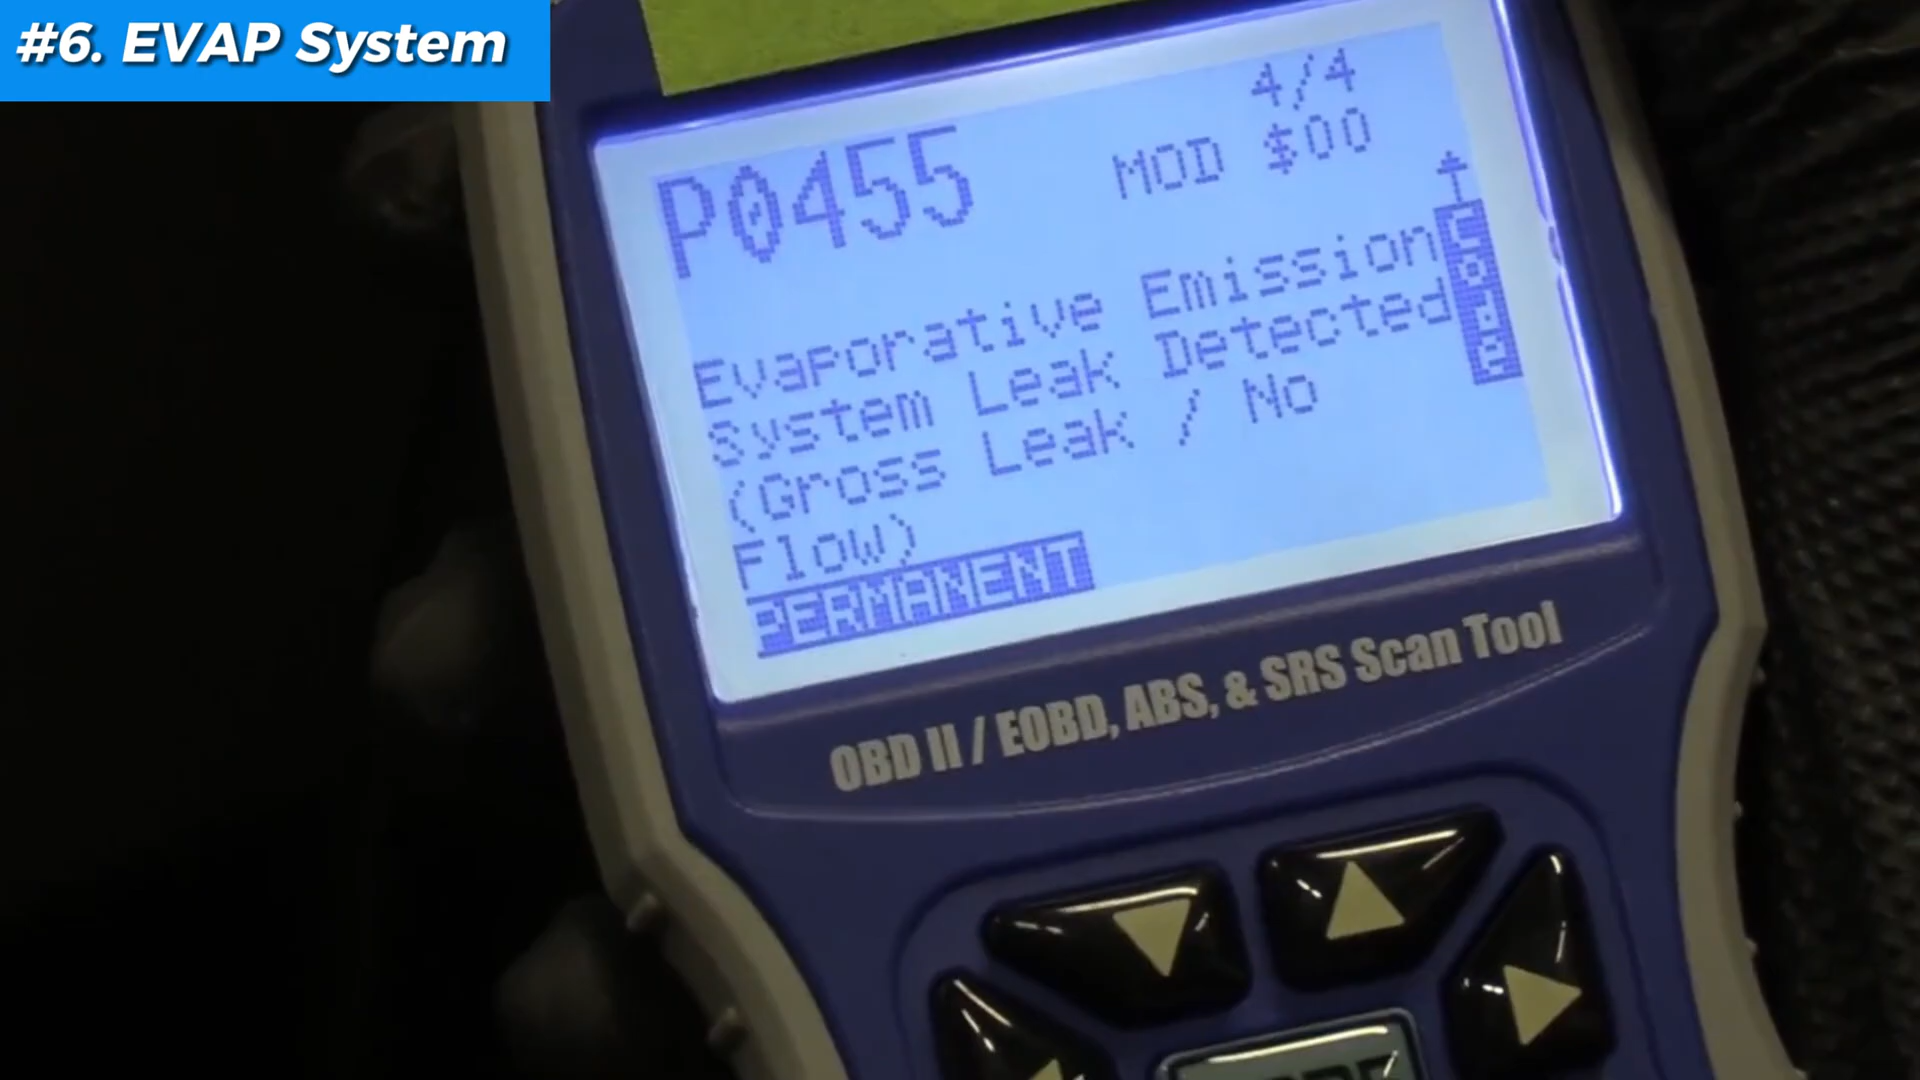 #6. EVAP System
4/4
P0455 MOD $00
Evaporative Emission
System Leak Detected
(Gross Leak / No
Flow)
PERMANENT
Code
OBD II / EOBD, ABS, & SRS Scan Tool